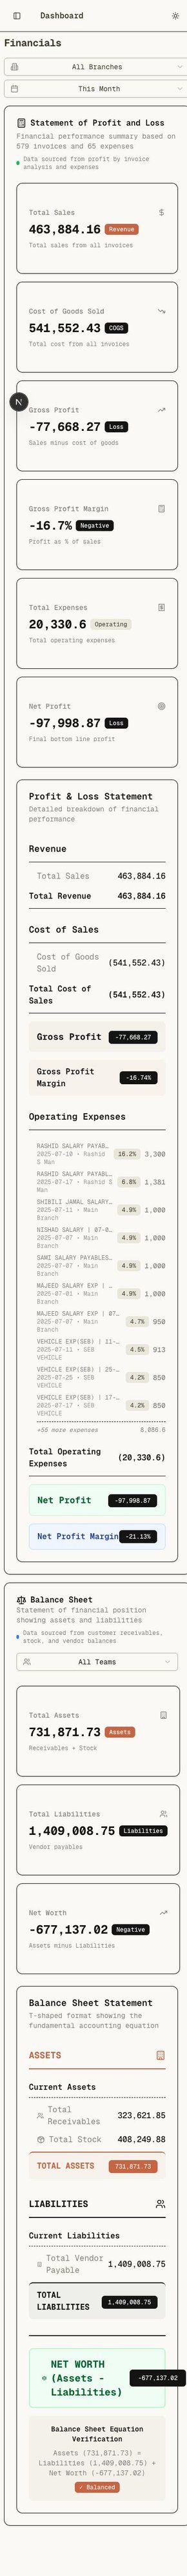 Dashboard
Financials
All Branches
This Month
Statement of Profit and Loss
Financial performance summary based on
579 invoices and 65 expenses
Data sourced from profit by invoice
analysis and expenses
Total Sales
463,884.16 Revenue
Total sales from all invoices
Cost of Goods Sold
541,552.43 COGS
Total cost from all invoices
N
Gross Profit
-77,668.27 Loss
Sales minus cost of goods
Gross Profit Margin
-16.7% Negative
Profit as % of sales
Total Expenses
20,330.6 Operating
Total operating expenses
Net Profit
-97,998.87 Loss
Final bottom line profit
Profit & Loss Statement
Detailed breakdown of financial
performance
Revenue
Total Sales 463,884.16
Total Revenue 463,884.16
Cost of Sales
Cost of Goods
Sold (541,552.43)
Total Cost of
Sales (541,552.43)
Gross Profit -77,668.27
Gross Profit
Margin -16.74%
Operating Expenses
RASHID SALARY PAYAB…
2025-07-10 • Rashid
S Man
16.2% 3,300
RASHID SALARY PAYAB…
2025-07-17 • Rashid S
Man
6.8% 1,381
SHIBILI JAMAL SALARY…
2025-07-11 • Main
Branch
4.9% 1,000
NISHAD SALARY | 07-0…
2025-07-07 • Main
Branch
4.9% 1,000
SAMI SALARY PAYABLES…
2025-07-07 • Main
Branch
4.9% 1,000
MAJEED SALARY EXP | …
2025-07-01 • Main
Branch
4.9% 1,000
MAJEED SALARY EXP | 07…
2025-07-07 • Main
Branch
4.7% 950
VEHICLE EXP(SEB) | 11-…
2025-07-11 • SEB
VEHICLE
4.5% 913
VEHICLE EXP(SEB) | 25-…
2025-07-25 • SEB
VEHICLE
4.2% 850
VEHICLE EXP(SEB) | 17-…
2025-07-17 • SEB
VEHICLE
4.2% 850
+55 more expenses 8,086.6
Total Operating
Expenses (20,330.6)
Net Profit -97,998.87
Net Profit Margin -21.13%
Balance Sheet
Statement of financial position
showing assets and liabilities
Data sourced from customer receivables,
stock, and vendor balances
All Teams
Total Assets
731,871.73 Assets
Receivables + Stock
Total Liabilities
1,409,008.75 Liabilities
Vendor payables
Net Worth
-677,137.02 Negative
Assets minus Liabilities
Balance Sheet Statement
T-shaped format showing the
fundamental accounting equation
ASSETS
Current Assets
Total
Receivables 323,621.85
Total Stock 408,249.88
TOTAL ASSETS 731,871.73
LIABILITIES
Current Liabilities
Total Vendor
Payable 1,409,008.75
TOTAL
LIABILITIES 1,409,008.75
NET WORTH
(Assets -
Liabilities)
-677,137.02
Balance Sheet Equation
Verification
Assets (731,871.73) =
Liabilities (1,409,008.75) +
Net Worth (-677,137.02)
✓ Balanced